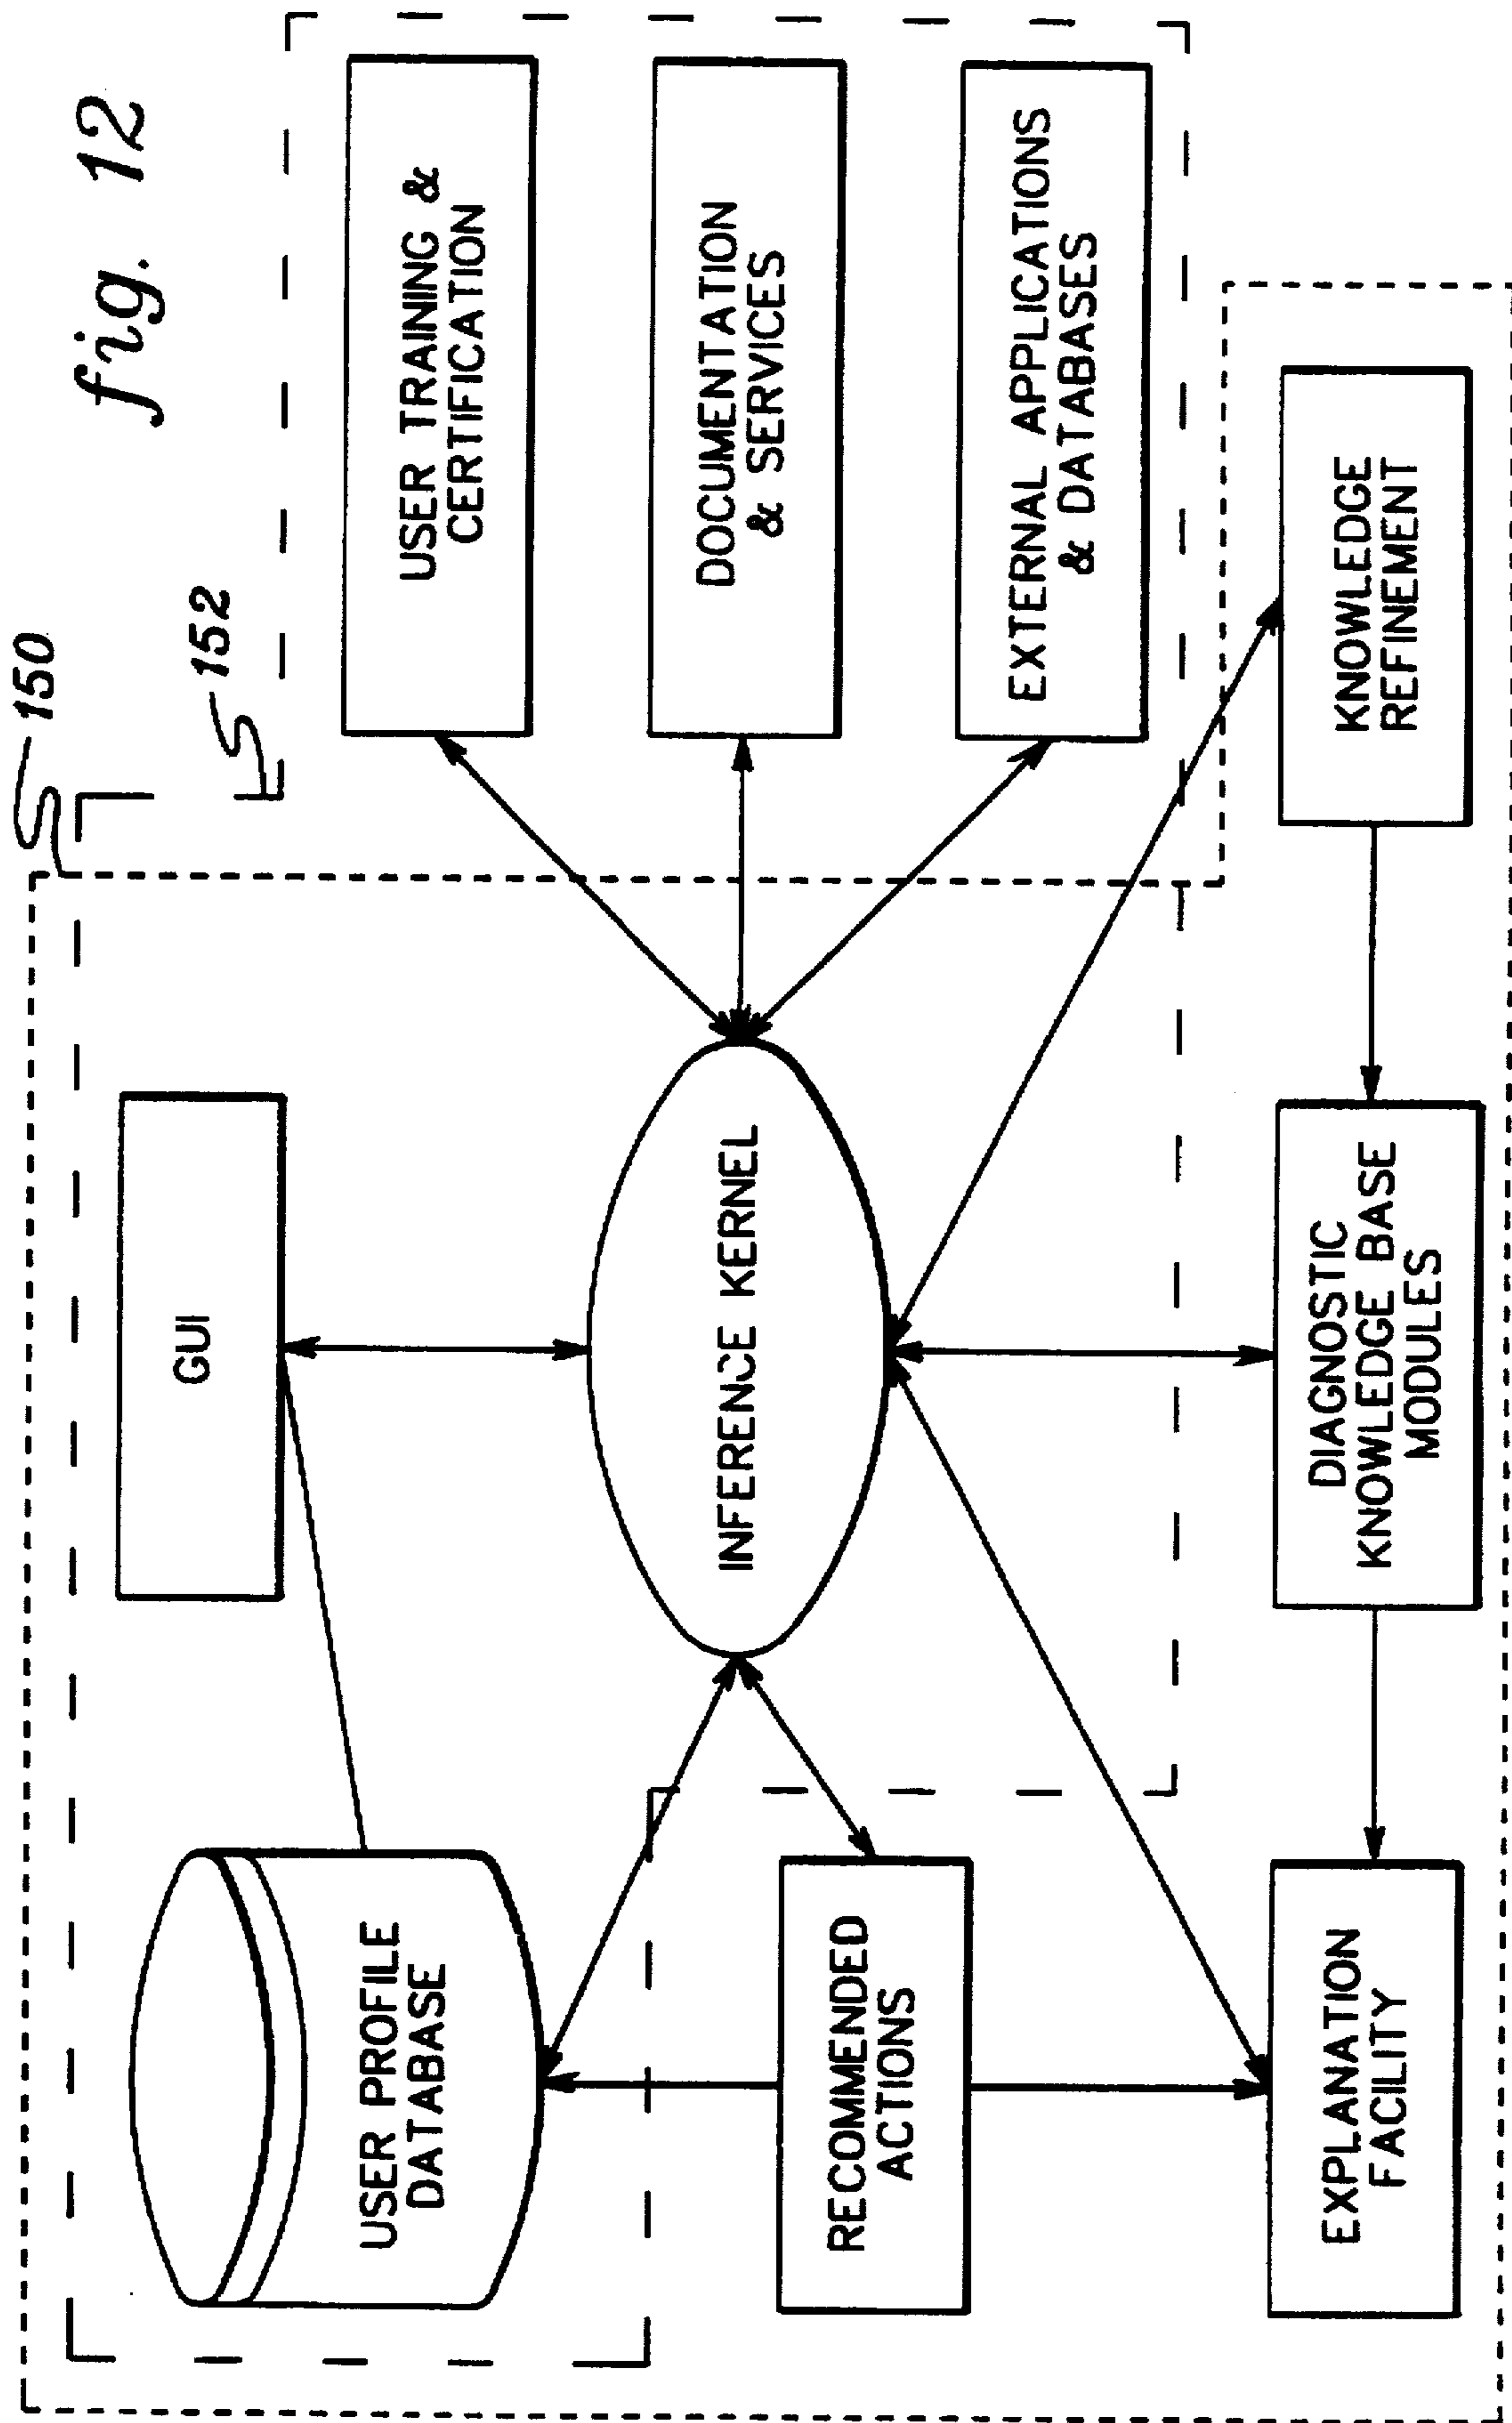 fig. 12
150
152
USER PROFILE
DATABASE
GUI
USER TRAINING &
CERTIFICATION
RECOMMENDED
ACTIONS
INFERENCE KERNEL
DOCUMENTATION
& SERVICES
EXTERNAL APPLICATIONS
& DATABASES
EXPLANATION
FACILITY
DIAGNOSTIC
KNOWLEDGE BASE
MODULES
KNOWLEDGE
REFINEMENT